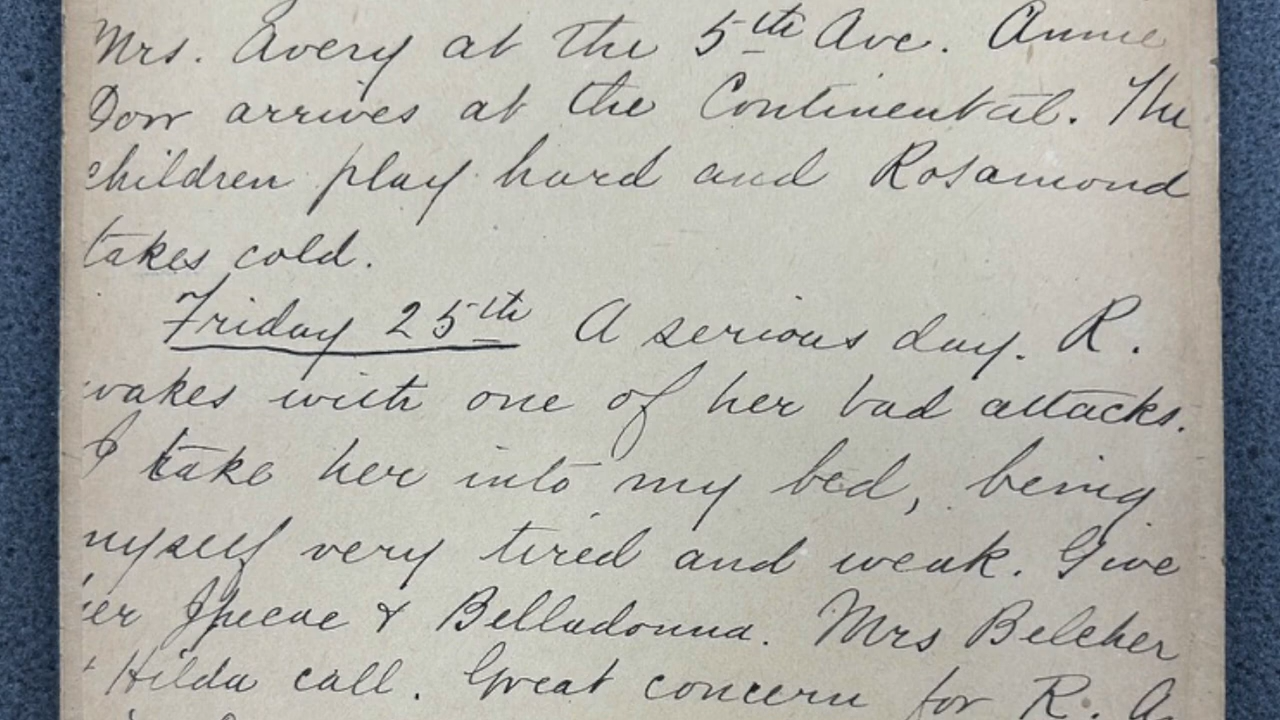 Mrs. Avery at the 5th Ave. Annie
Dow arrives at the Continental. The
children play hard and Rosamond
takes cold.
Friday 25th A serious day. R.
wakes with one of her bad attacks.
I take her into my bed, being
myself very tired and weak. Give
her Ipecac & Belladonna. Mrs Belcher
Hilda call. Great concern for R.